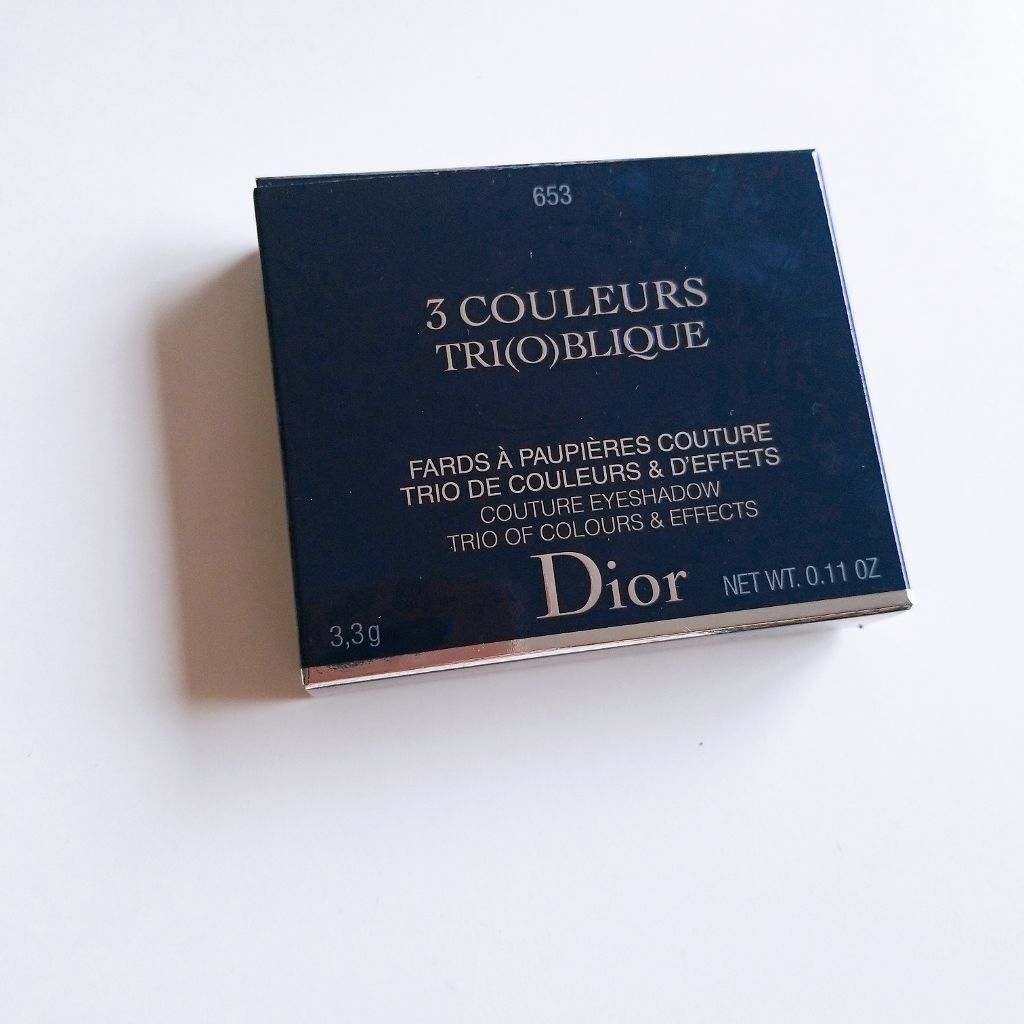 653
3 COULEURS
TRI(O)BLIQUE
FARDS À PAUPIÈRES COUTURE
TRIO DE COULEURS & D'EFFETS
COUTURE EYESHADOW
TRIO OF COLOURS & EFFECTS
Dior
3,3g
NET WT. 0.11 OZ